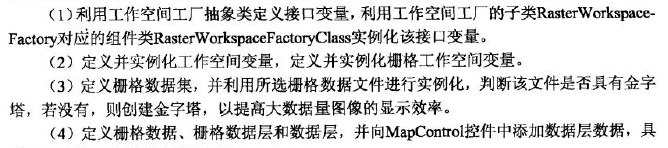 （1）利用工作空间工厂抽象类定义接口变量，利用工作空间工厂的子类RasterWorkspace-
Factory对应的组件类RasterWorkspaceFactoryClass实例化该接口变量。
（2）定义并实例化工作空间变量，定义并实例化栅格工作空间变量。
（3）定义栅格数据集，并利用所选栅格数据文件进行实例化，判断该文件是否具有金字
塔，若没有，则创建金字塔，以提高大数据量图像的显示效率。
（4）定义栅格数据、栅格数据层和数据层，并向MapControl控件中添加数据层数据，具